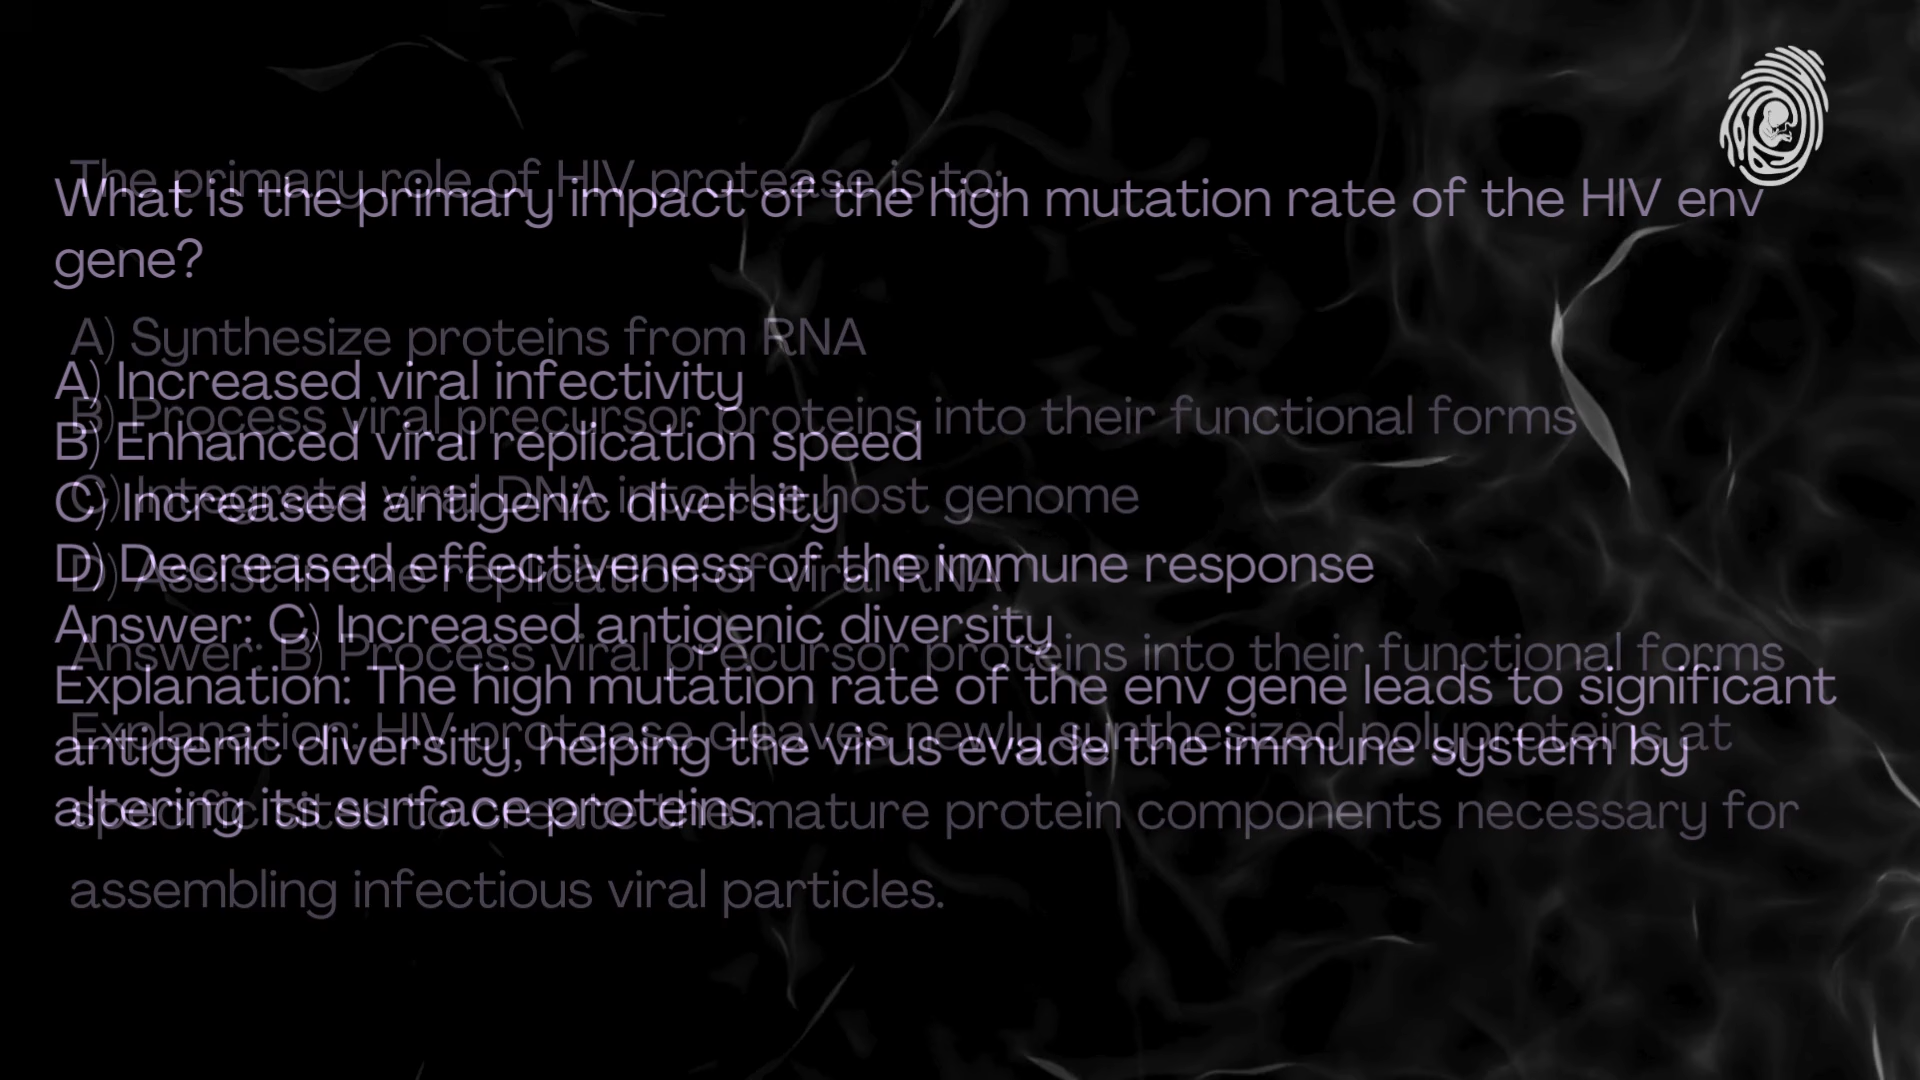 The primary role of HIV protease is to:
What is the primary impact of the high mutation rate of the HIV env
gene?
A) Synthesize proteins from RNA
A) Increased viral infectivity
B) Process viral precursor proteins into their functional forms
B) Enhanced viral replication speed
C) Integrate viral DNA into the host genome
C) Increased antigenic diversity
D) Decreased effectiveness of the immune response
D) Assist in the replication of viral RNA
Answer: C) Increased antigenic diversity
Answer: B) Process viral precursor proteins into their functional forms
Explanation: The high mutation rate of the env gene leads to significant
Explanation: HIV protease cleaves newly synthesized polyproteins at
antigenic diversity, helping the virus evade the immune system by
altering its surface proteins.
specific sites to create the mature protein components necessary for
assembling infectious viral particles.